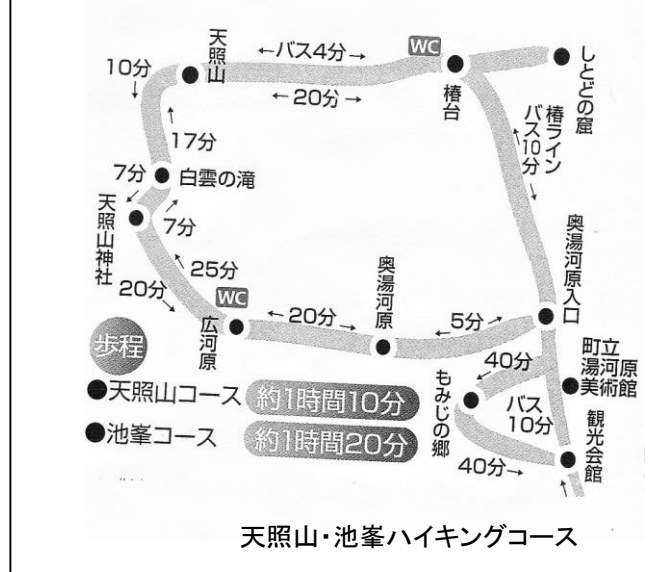 天照山
←バス4分→
WC
椿台
しとどの窟
←20分→
10分
↓
↑
17分
椿ライン
バス10分
7分
白雲の滝
7分
天照山神社
25分
20分
WC
広河原
←20分→
奥湯河原
←5分→
奥湯河原入口
歩程
●天照山コース 約1時間10分
●池峯コース 約1時間20分
40分
もみじの郷
バス
10分
町立湯河原美術館
40分→
観光会館
天照山・池峯ハイキングコース